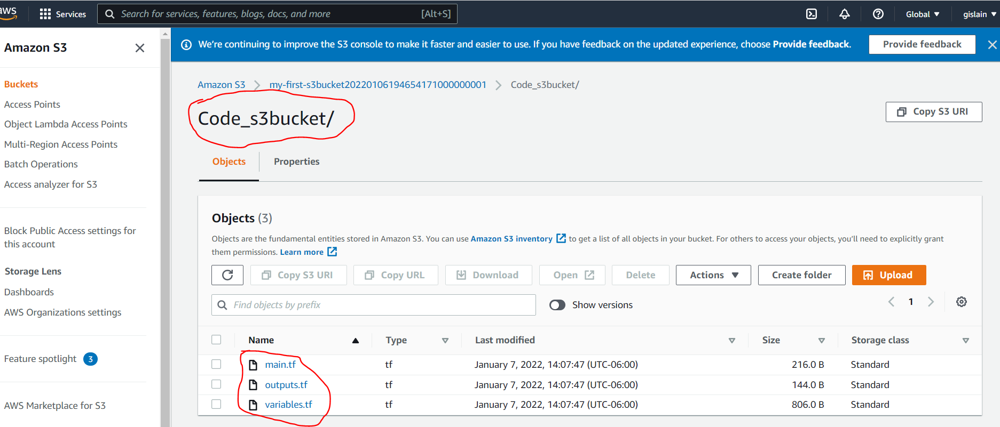 aws
Services
Search for services, features, blogs, docs, and more [Alt+S]
Global ▼
gislain ▼
Amazon S3
Buckets
Access Points
Object Lambda Access Points
Multi-Region Access Points
Batch Operations
Access analyzer for S3
Block Public Access settings for
this account
Storage Lens
Dashboards
AWS Organizations settings
Feature spotlight 3
AWS Marketplace for S3
We're continuing to improve the S3 console to make it faster and easier to use. If you have feedback on the updated experience, choose Provide feedback.
Provide feedback
Amazon S3 > my-first-s3bucket20220106194654171000000001 > Code_s3bucket/
Code_s3bucket/
Copy S3 URI
Objects
Properties
Objects (3)
Objects are the fundamental entities stored in Amazon S3. You can use Amazon S3 inventory to get a list of all objects in your bucket. For others to access your objects, you'll need to explicitly grant
them permissions. Learn more
Copy S3 URI
Copy URL
Download
Open
Delete
Actions ▼
Create folder
Upload
Find objects by prefix
Show versions
1
Name Type Last modified Size Storage class
main.tf tf January 7, 2022, 14:07:47 (UTC-06:00) 216.0 B Standard
outputs.tf tf January 7, 2022, 14:07:47 (UTC-06:00) 144.0 B Standard
variables.tf tf January 7, 2022, 14:07:47 (UTC-06:00) 806.0 B Standard